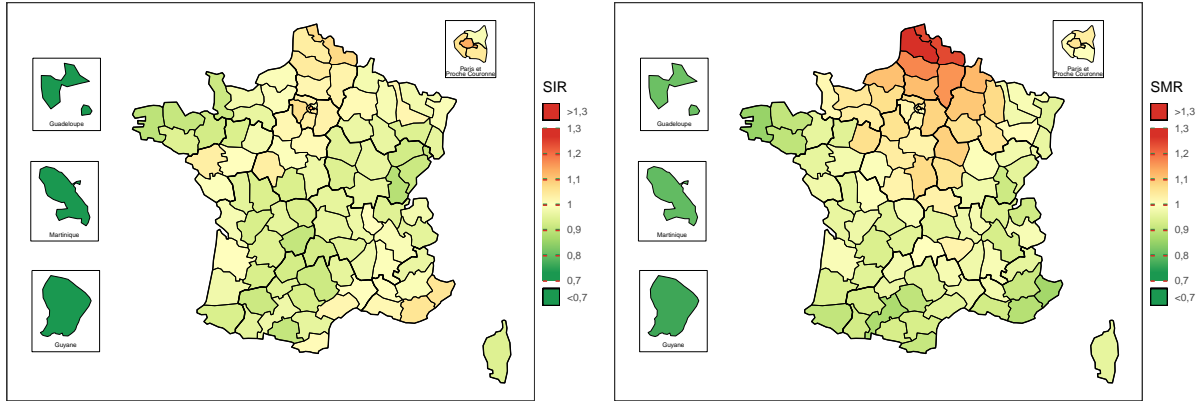 Paris et
Proche Couronne
Guadeloupe
Martinique
Guyane
SIR
>1,3
1,3
1,2
1,1
1
0,9
0,8
0,7
<0,7
Paris et
Proche Couronne
Guadeloupe
Martinique
Guyane
SMR
>1,3
1,3
1,2
1,1
1
0,9
0,8
0,7
<0,7